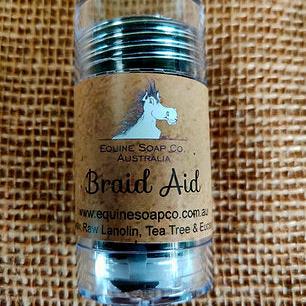 EQUINE SOAP CO.
AUSTRALIA
Braid Aid
www.equinesoapco.com.au
Raw Lanolin, Tea Tree &